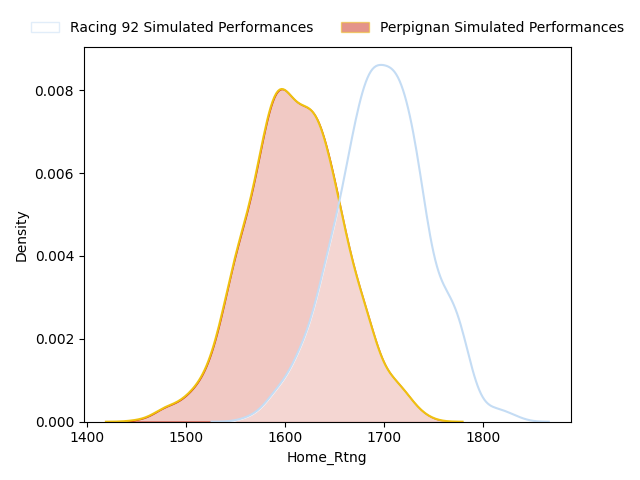 Racing 92 Simulated Performances
Perpignan Simulated Performances
0.008
0.006
0.004
0.002
0.000
Density
1400
1500
1600
1700
1800
Home_Rtng